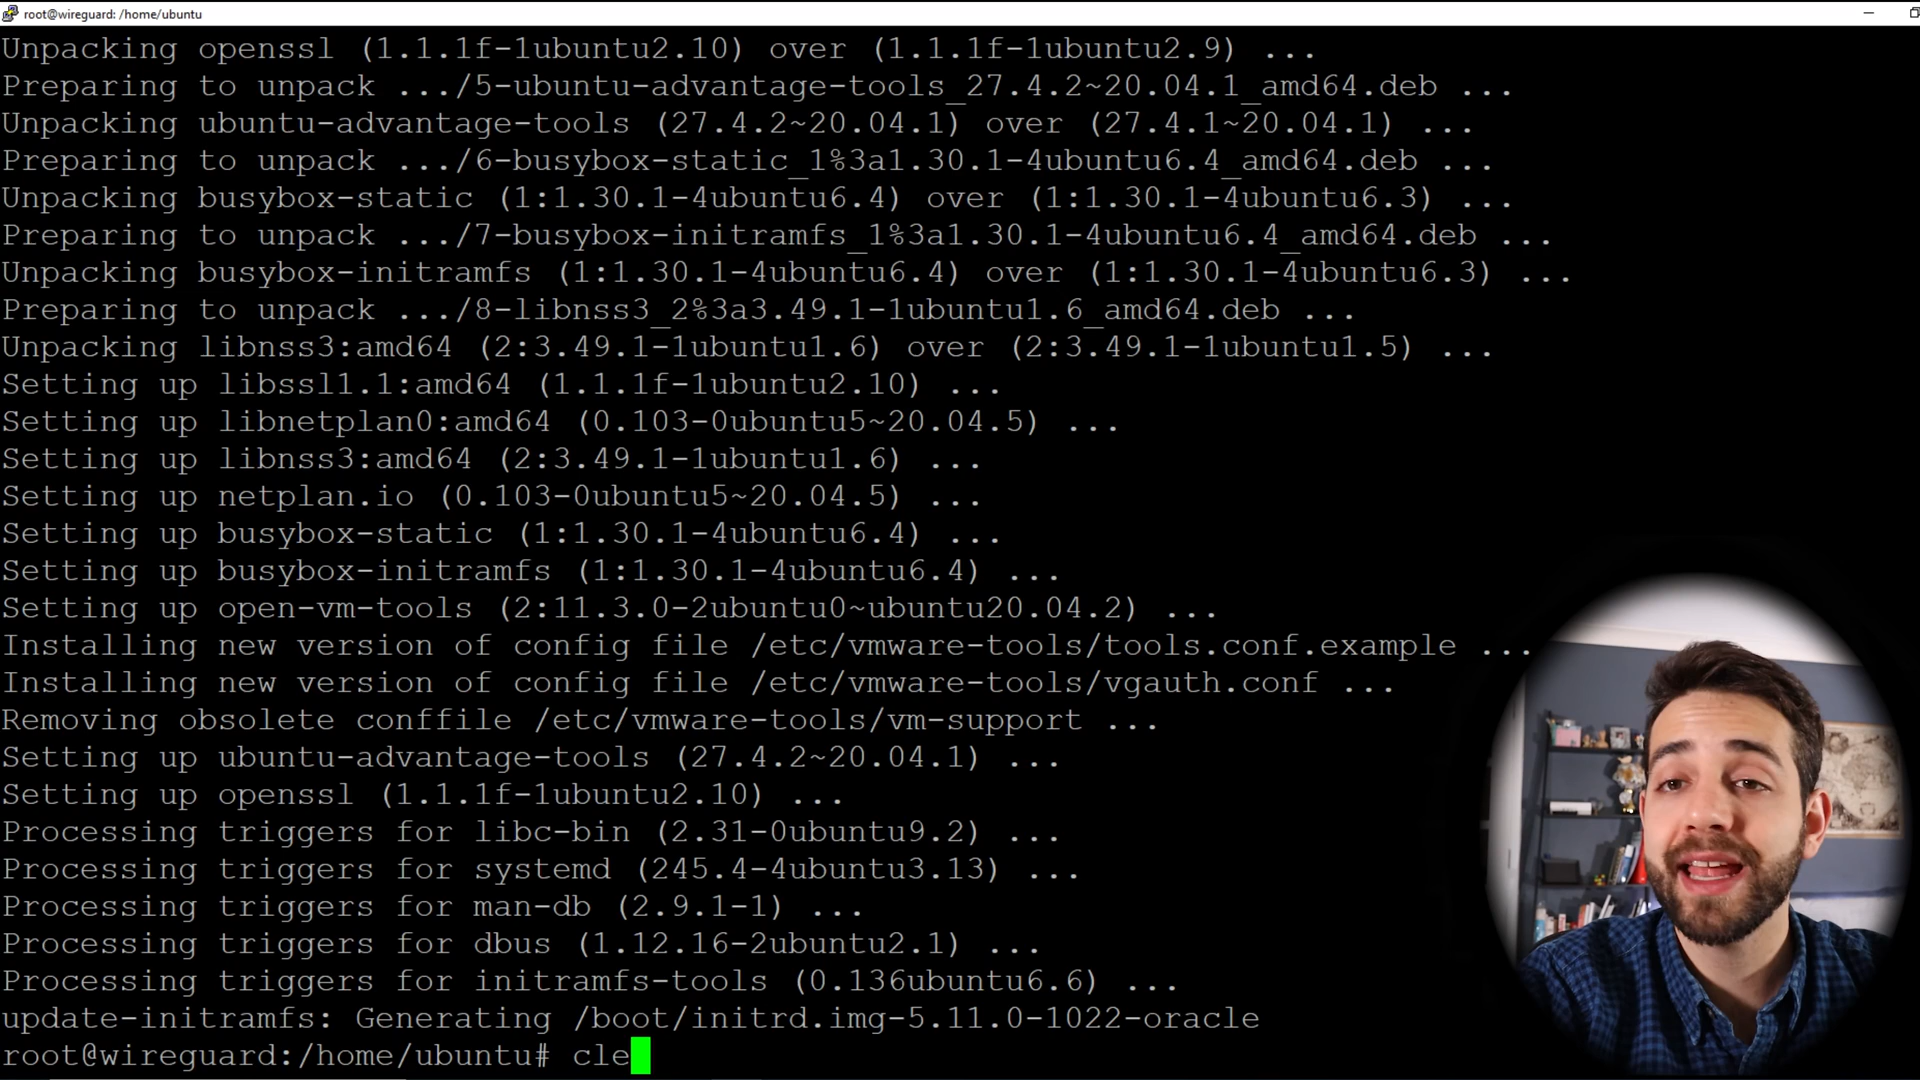 root@wireguard: /home/ubuntu
Unpacking openssl (1.1.1f-1ubuntu2.10) over (1.1.1f-1ubuntu2.9) ...
Preparing to unpack .../5-ubuntu-advantage-tools_27.4.2~20.04.1_amd64.deb ...
Unpacking ubuntu-advantage-tools (27.4.2~20.04.1) over (27.4.1~20.04.1) ...
Preparing to unpack .../6-busybox-static_1%3a1.30.1-4ubuntu6.4_amd64.deb ...
Unpacking busybox-static (1:1.30.1-4ubuntu6.4) over (1:1.30.1-4ubuntu6.3) ...
Preparing to unpack .../7-busybox-initramfs_1%3a1.30.1-4ubuntu6.4_amd64.deb ...
Unpacking busybox-initramfs (1:1.30.1-4ubuntu6.4) over (1:1.30.1-4ubuntu6.3) ...
Preparing to unpack .../8-libnss3_2%3a3.49.1-1ubuntu1.6_amd64.deb ...
Unpacking libnss3:amd64 (2:3.49.1-1ubuntu1.6) over (2:3.49.1-1ubuntu1.5) ...
Setting up libssl1.1:amd64 (1.1.1f-1ubuntu2.10) ...
Setting up libnetplan0:amd64 (0.103-0ubuntu5~20.04.5) ...
Setting up libnss3:amd64 (2:3.49.1-1ubuntu1.6) ...
Setting up netplan.io (0.103-0ubuntu5~20.04.5) ...
Setting up busybox-static (1:1.30.1-4ubuntu6.4) ...
Setting up busybox-initramfs (1:1.30.1-4ubuntu6.4) ...
Setting up open-vm-tools (2:11.3.0-2ubuntu0~ubuntu20.04.2) ...
Installing new version of config file /etc/vmware-tools/tools.conf.example ...
Installing new version of config file /etc/vmware-tools/vgauth.conf ...
Removing obsolete conffile /etc/vmware-tools/vm-support ...
Setting up ubuntu-advantage-tools (27.4.2~20.04.1) ...
Setting up openssl (1.1.1f-1ubuntu2.10) ...
Processing triggers for libc-bin (2.31-0ubuntu9.2) ...
Processing triggers for systemd (245.4-4ubuntu3.13) ...
Processing triggers for man-db (2.9.1-1) ...
Processing triggers for dbus (1.12.16-2ubuntu2.1) ...
Processing triggers for initramfs-tools (0.136ubuntu6.6) ...
update-initramfs: Generating /boot/initrd.img-5.11.0-1022-oracle
root@wireguard:/home/ubuntu# cle